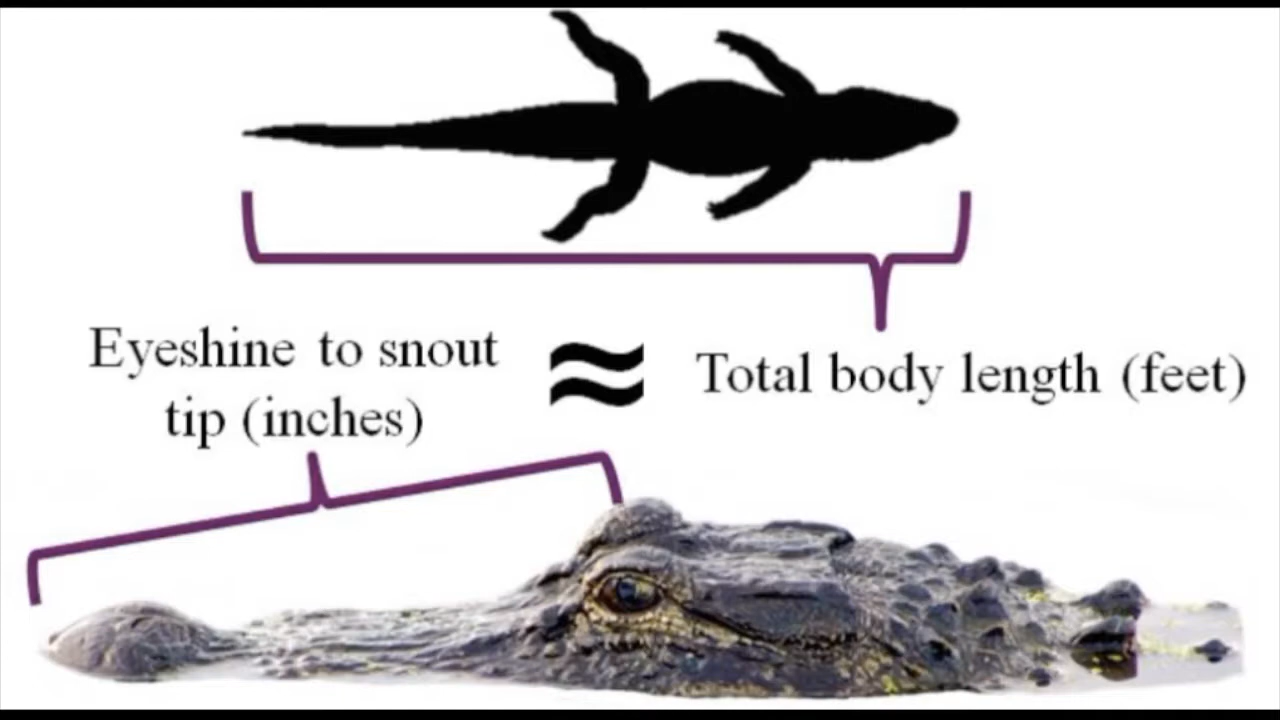 Eyeshine to snout
tip (inches)
≈
Total body length (feet)